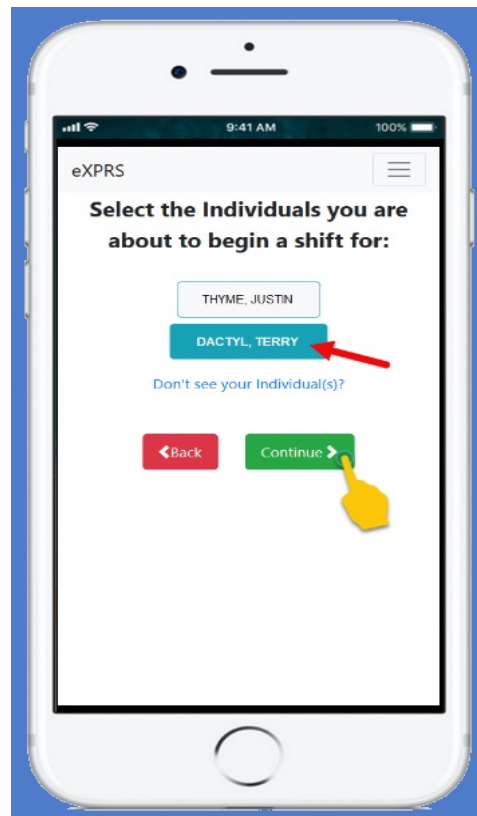 9:41 AM 100%
eXPRS
Select the Individuals you are
about to begin a shift for:
THYME, JUSTIN
DACTYL, TERRY
Don't see your Individual(s)?
Back Continue